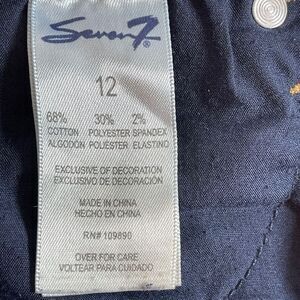 Seven7®
12
68% 30% 2%
COTTON POLYESTER SPANDEX
ALGODON POLIÉSTER ELASTINO
EXCLUSIVE OF DECORATION
EXCLUSIVO DE DECORACIÓN
MADE IN CHINA
HECHO EN CHINA
RN# 109890
OVER FOR CARE
VOLTEAR PARA CUIDADO